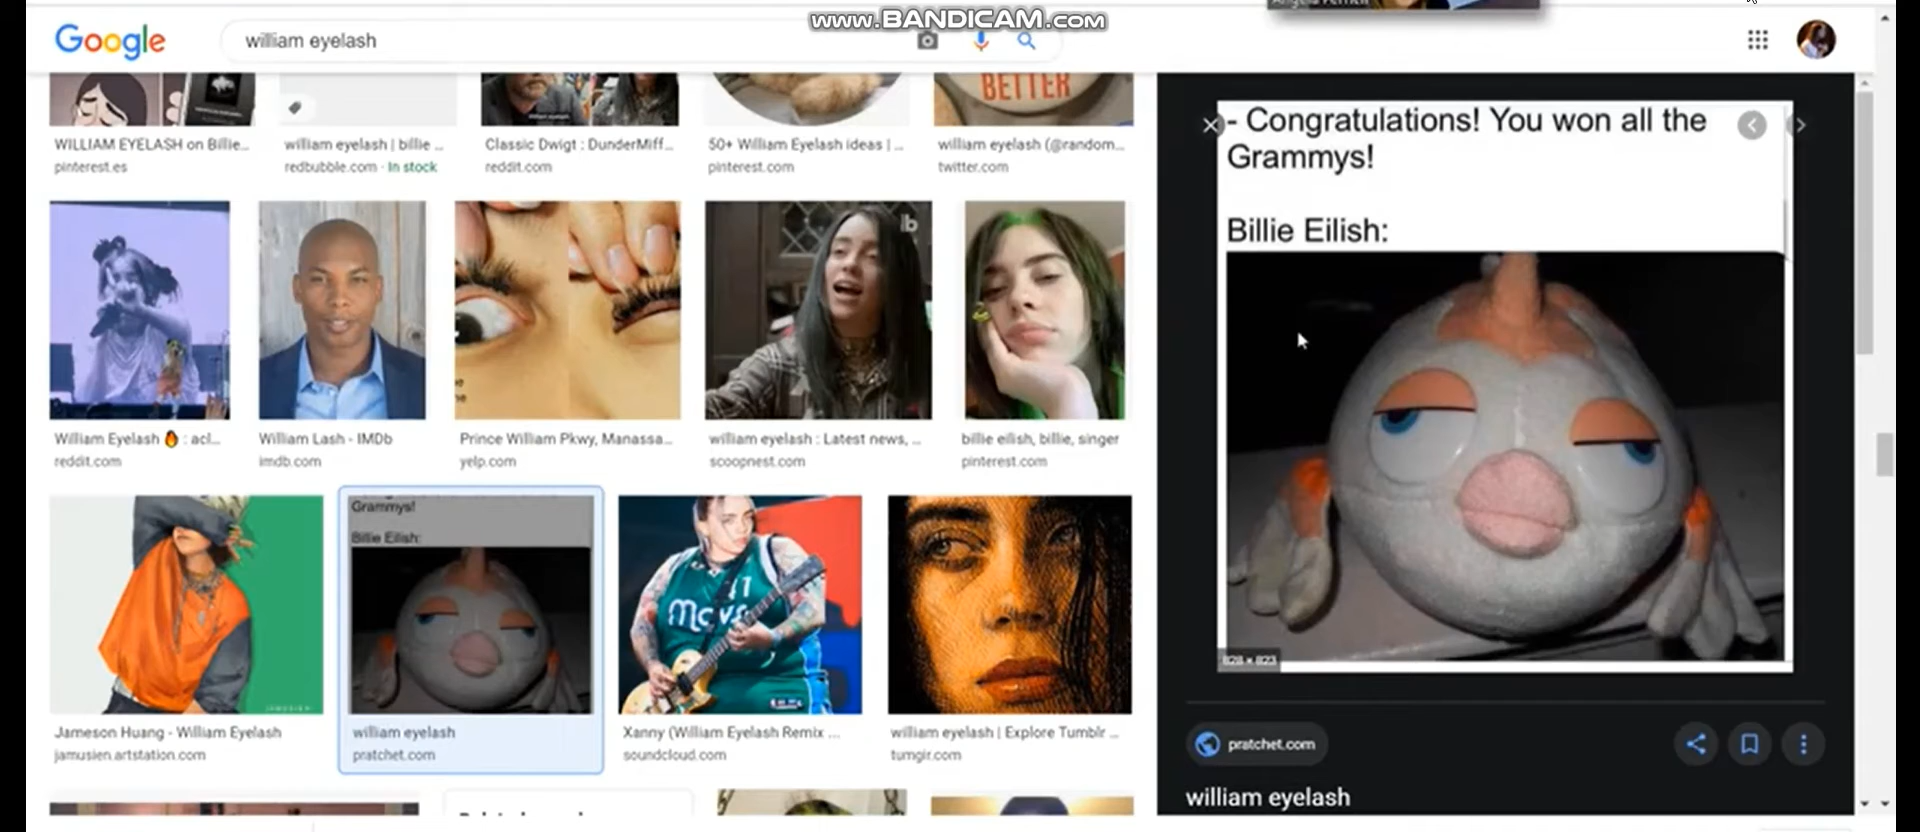 www.BANDICAM.com
Google
william eyelash
WILLIAM EYELASH on Billie...
pinterest.es
william eyelash | billie ...
redbubble.com · In stock
Classic Dwigt : DunderMiff...
reddit.com
50+ William Eyelash ideas | ...
pinterest.com
BETTER
william eyelash (@random...
twitter.com
William Eyelash 🔥 : acl...
reddit.com
William Lash - IMDb
imdb.com
Prince William Pkwy, Manassa...
yelp.com
b
william eyelash : Latest news, ...
scoopnest.com
billie eilish, billie, singer
pinterest.com
Jameson Huang - William Eyelash
jamusien.artstation.com
Grammys!
Billie Eilish:
william eyelash
pratchet.com
Xanny (William Eyelash Remix ...
soundcloud.com
william eyelash | Explore Tumblr ...
tumgir.com
- Congratulations! You won all the
Grammys!
Billie Eilish:
828 × 823
pratchet.com
william eyelash